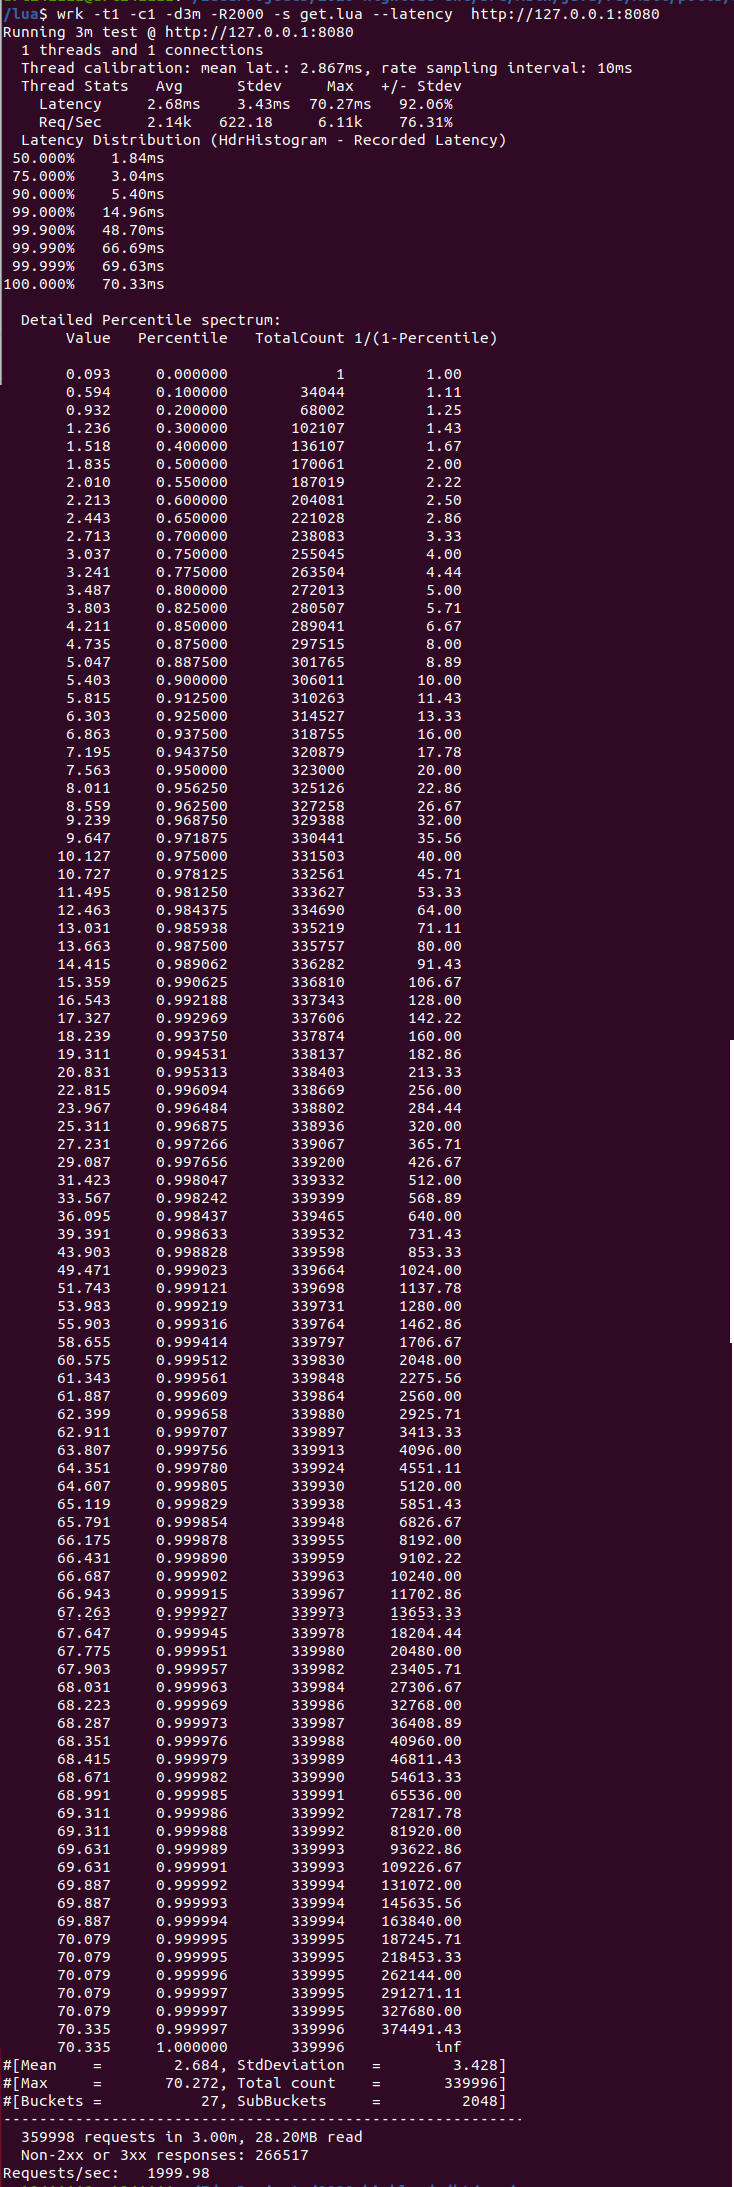 /lua$ wrk -t1 -c1 -d3m -R2000 -s get.lua --latency  http://127.0.0.1:8080
Running 3m test @ http://127.0.0.1:8080
  1 threads and 1 connections
  Thread calibration: mean lat.: 2.867ms, rate sampling interval: 10ms
  Thread Stats   Avg      Stdev     Max   +/- Stdev
    Latency     2.68ms    3.43ms  70.27ms   92.06%
    Req/Sec     2.14k   622.18     6.11k    76.31%
  Latency Distribution (HdrHistogram - Recorded Latency)
 50.000%    1.84ms
 75.000%    3.04ms
 90.000%    5.40ms
 99.000%   14.96ms
 99.900%   48.70ms
 99.990%   66.69ms
 99.999%   69.63ms
100.000%   70.33ms
  Detailed Percentile spectrum:
       Value   Percentile   TotalCount 1/(1-Percentile)
       0.093     0.000000            1         1.00
       0.594     0.100000        34044         1.11
       0.932     0.200000        68002         1.25
       1.236     0.300000       102107         1.43
       1.518     0.400000       136107         1.67
       1.835     0.500000       170061         2.00
       2.010     0.550000       187019         2.22
       2.213     0.600000       204081         2.50
       2.443     0.650000       221028         2.86
       2.713     0.700000       238083         3.33
       3.037     0.750000       255045         4.00
       3.241     0.775000       263504         4.44
       3.487     0.800000       272013         5.00
       3.803     0.825000       280507         5.71
       4.211     0.850000       289041         6.67
       4.735     0.875000       297515         8.00
       5.047     0.887500       301765         8.89
       5.403     0.900000       306011        10.00
       5.815     0.912500       310263        11.43
       6.303     0.925000       314527        13.33
       6.863     0.937500       318755        16.00
       7.195     0.943750       320879        17.78
       7.563     0.950000       323000        20.00
       8.011     0.956250       325126        22.86
       8.559     0.962500       327258        26.67
       9.239     0.968750       329388        32.00
       9.647     0.971875       330441        35.56
      10.127     0.975000       331503        40.00
      10.727     0.978125       332561        45.71
      11.495     0.981250       333627        53.33
      12.463     0.984375       334690        64.00
      13.031     0.985938       335219        71.11
      13.663     0.987500       335757        80.00
      14.415     0.989062       336282        91.43
      15.359     0.990625       336810       106.67
      16.543     0.992188       337343       128.00
      17.327     0.992969       337606       142.22
      18.239     0.993750       337874       160.00
      19.311     0.994531       338137       182.86
      20.831     0.995313       338403       213.33
      22.815     0.996094       338669       256.00
      23.967     0.996484       338802       284.44
      25.311     0.996875       338936       320.00
      27.231     0.997266       339067       365.71
      29.087     0.997656       339200       426.67
      31.423     0.998047       339332       512.00
      33.567     0.998242       339399       568.89
      36.095     0.998437       339465       640.00
      39.391     0.998633       339532       731.43
      43.903     0.998828       339598       853.33
      49.471     0.999023       339664      1024.00
      51.743     0.999121       339698      1137.78
      53.983     0.999219       339731      1280.00
      55.903     0.999316       339764      1462.86
      58.655     0.999414       339797      1706.67
      60.575     0.999512       339830      2048.00
      61.343     0.999561       339848      2275.56
      61.887     0.999609       339864      2560.00
      62.399     0.999658       339880      2925.71
      62.911     0.999707       339897      3413.33
      63.807     0.999756       339913      4096.00
      64.351     0.999780       339924      4551.11
      64.607     0.999805       339930      5120.00
      65.119     0.999829       339938      5851.43
      65.791     0.999854       339948      6826.67
      66.175     0.999878       339955      8192.00
      66.431     0.999890       339959      9102.22
      66.687     0.999902       339963     10240.00
      66.943     0.999915       339967     11702.86
      67.263     0.999927       339973     13653.33
      67.647     0.999945       339978     18204.44
      67.775     0.999951       339980     20480.00
      67.903     0.999957       339982     23405.71
      68.031     0.999963       339984     27306.67
      68.223     0.999969       339986     32768.00
      68.287     0.999973       339987     36408.89
      68.351     0.999976       339988     40960.00
      68.415     0.999979       339989     46811.43
      68.671     0.999982       339990     54613.33
      68.991     0.999985       339991     65536.00
      69.311     0.999986       339992     72817.78
      69.311     0.999988       339992     81920.00
      69.631     0.999989       339993     93622.86
      69.631     0.999991       339993    109226.67
      69.887     0.999992       339994    131072.00
      69.887     0.999993       339994    145635.56
      69.887     0.999994       339994    163840.00
      70.079     0.999995       339995    187245.71
      70.079     0.999995       339995    218453.33
      70.079     0.999996       339995    262144.00
      70.079     0.999997       339995    291271.11
      70.079     0.999997       339995    327680.00
      70.335     0.999997       339996    374491.43
      70.335     1.000000       339996          inf
#[Mean    =        2.684, StdDeviation   =        3.428]
#[Max     =       70.272, Total count    =       339996]
#[Buckets =           27, SubBuckets     =         2048]
----------------------------------------------------------
  359998 requests in 3.00m, 28.20MB read
  Non-2xx or 3xx responses: 266517
Requests/sec:   1999.98